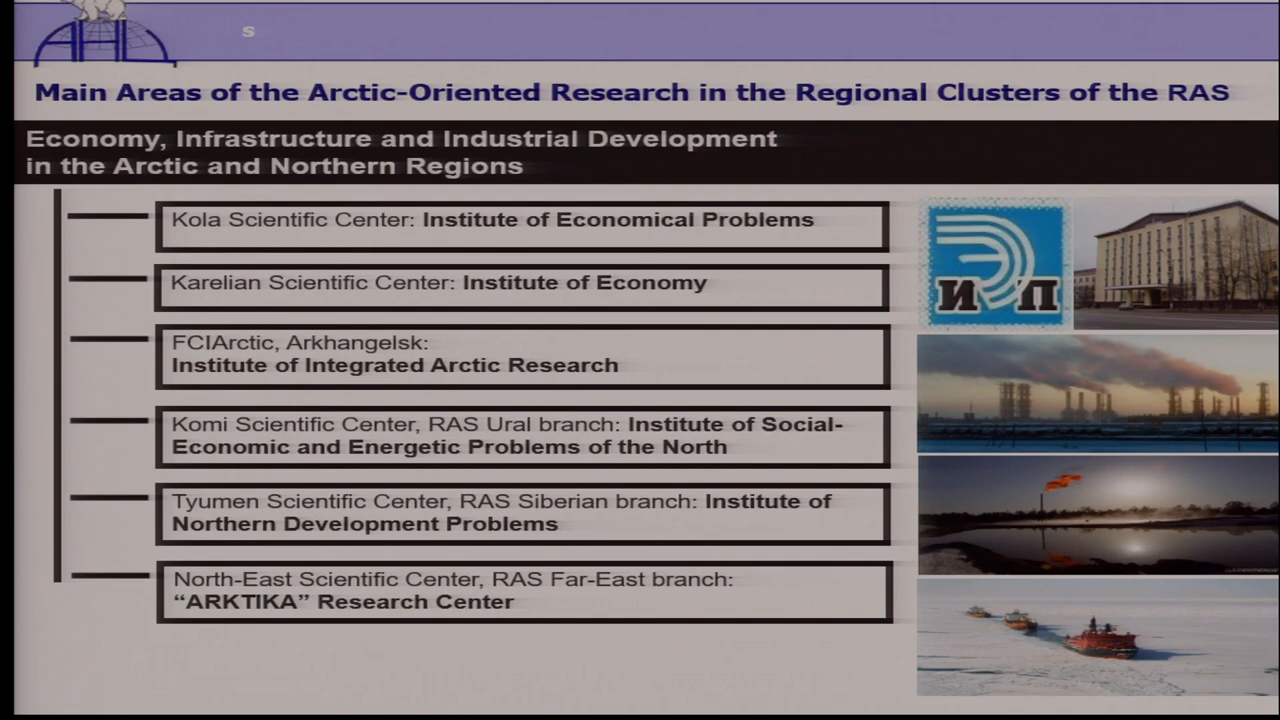 АНЦ
s
Main Areas of the Arctic-Oriented Research in the Regional Clusters of the RAS
Economy, Infrastructure and Industrial Development
in the Arctic and Northern Regions
Kola Scientific Center: Institute of Economical Problems
Karelian Scientific Center: Institute of Economy
FCIArctic, Arkhangelsk:
Institute of Integrated Arctic Research
Komi Scientific Center, RAS Ural branch: Institute of Social-
Economic and Energetic Problems of the North
Tyumen Scientific Center, RAS Siberian branch: Institute of
Northern Development Problems
North-East Scientific Center, RAS Far-East branch:
“ARKTIKA” Research Center
ИЭП